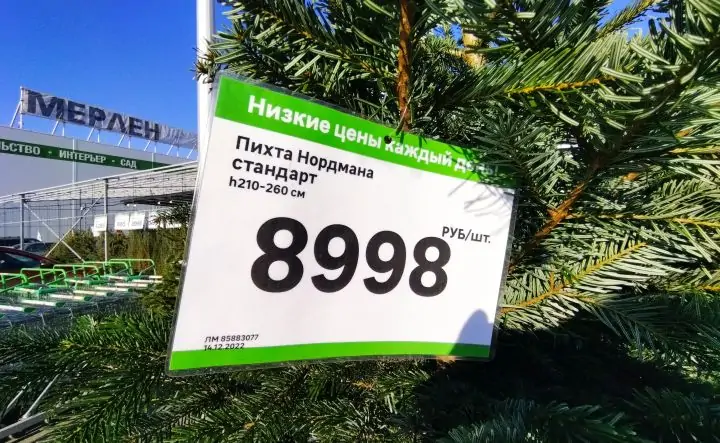 МЕРЛЕН
ЛЬСТВО · ИНТЕРЬЕР · САД
Низкие цены каждый день
Пихта Нордмана
стандарт
h210-260 см
8998 РУБ/шт.
ЛМ 85883077
14.12.2022